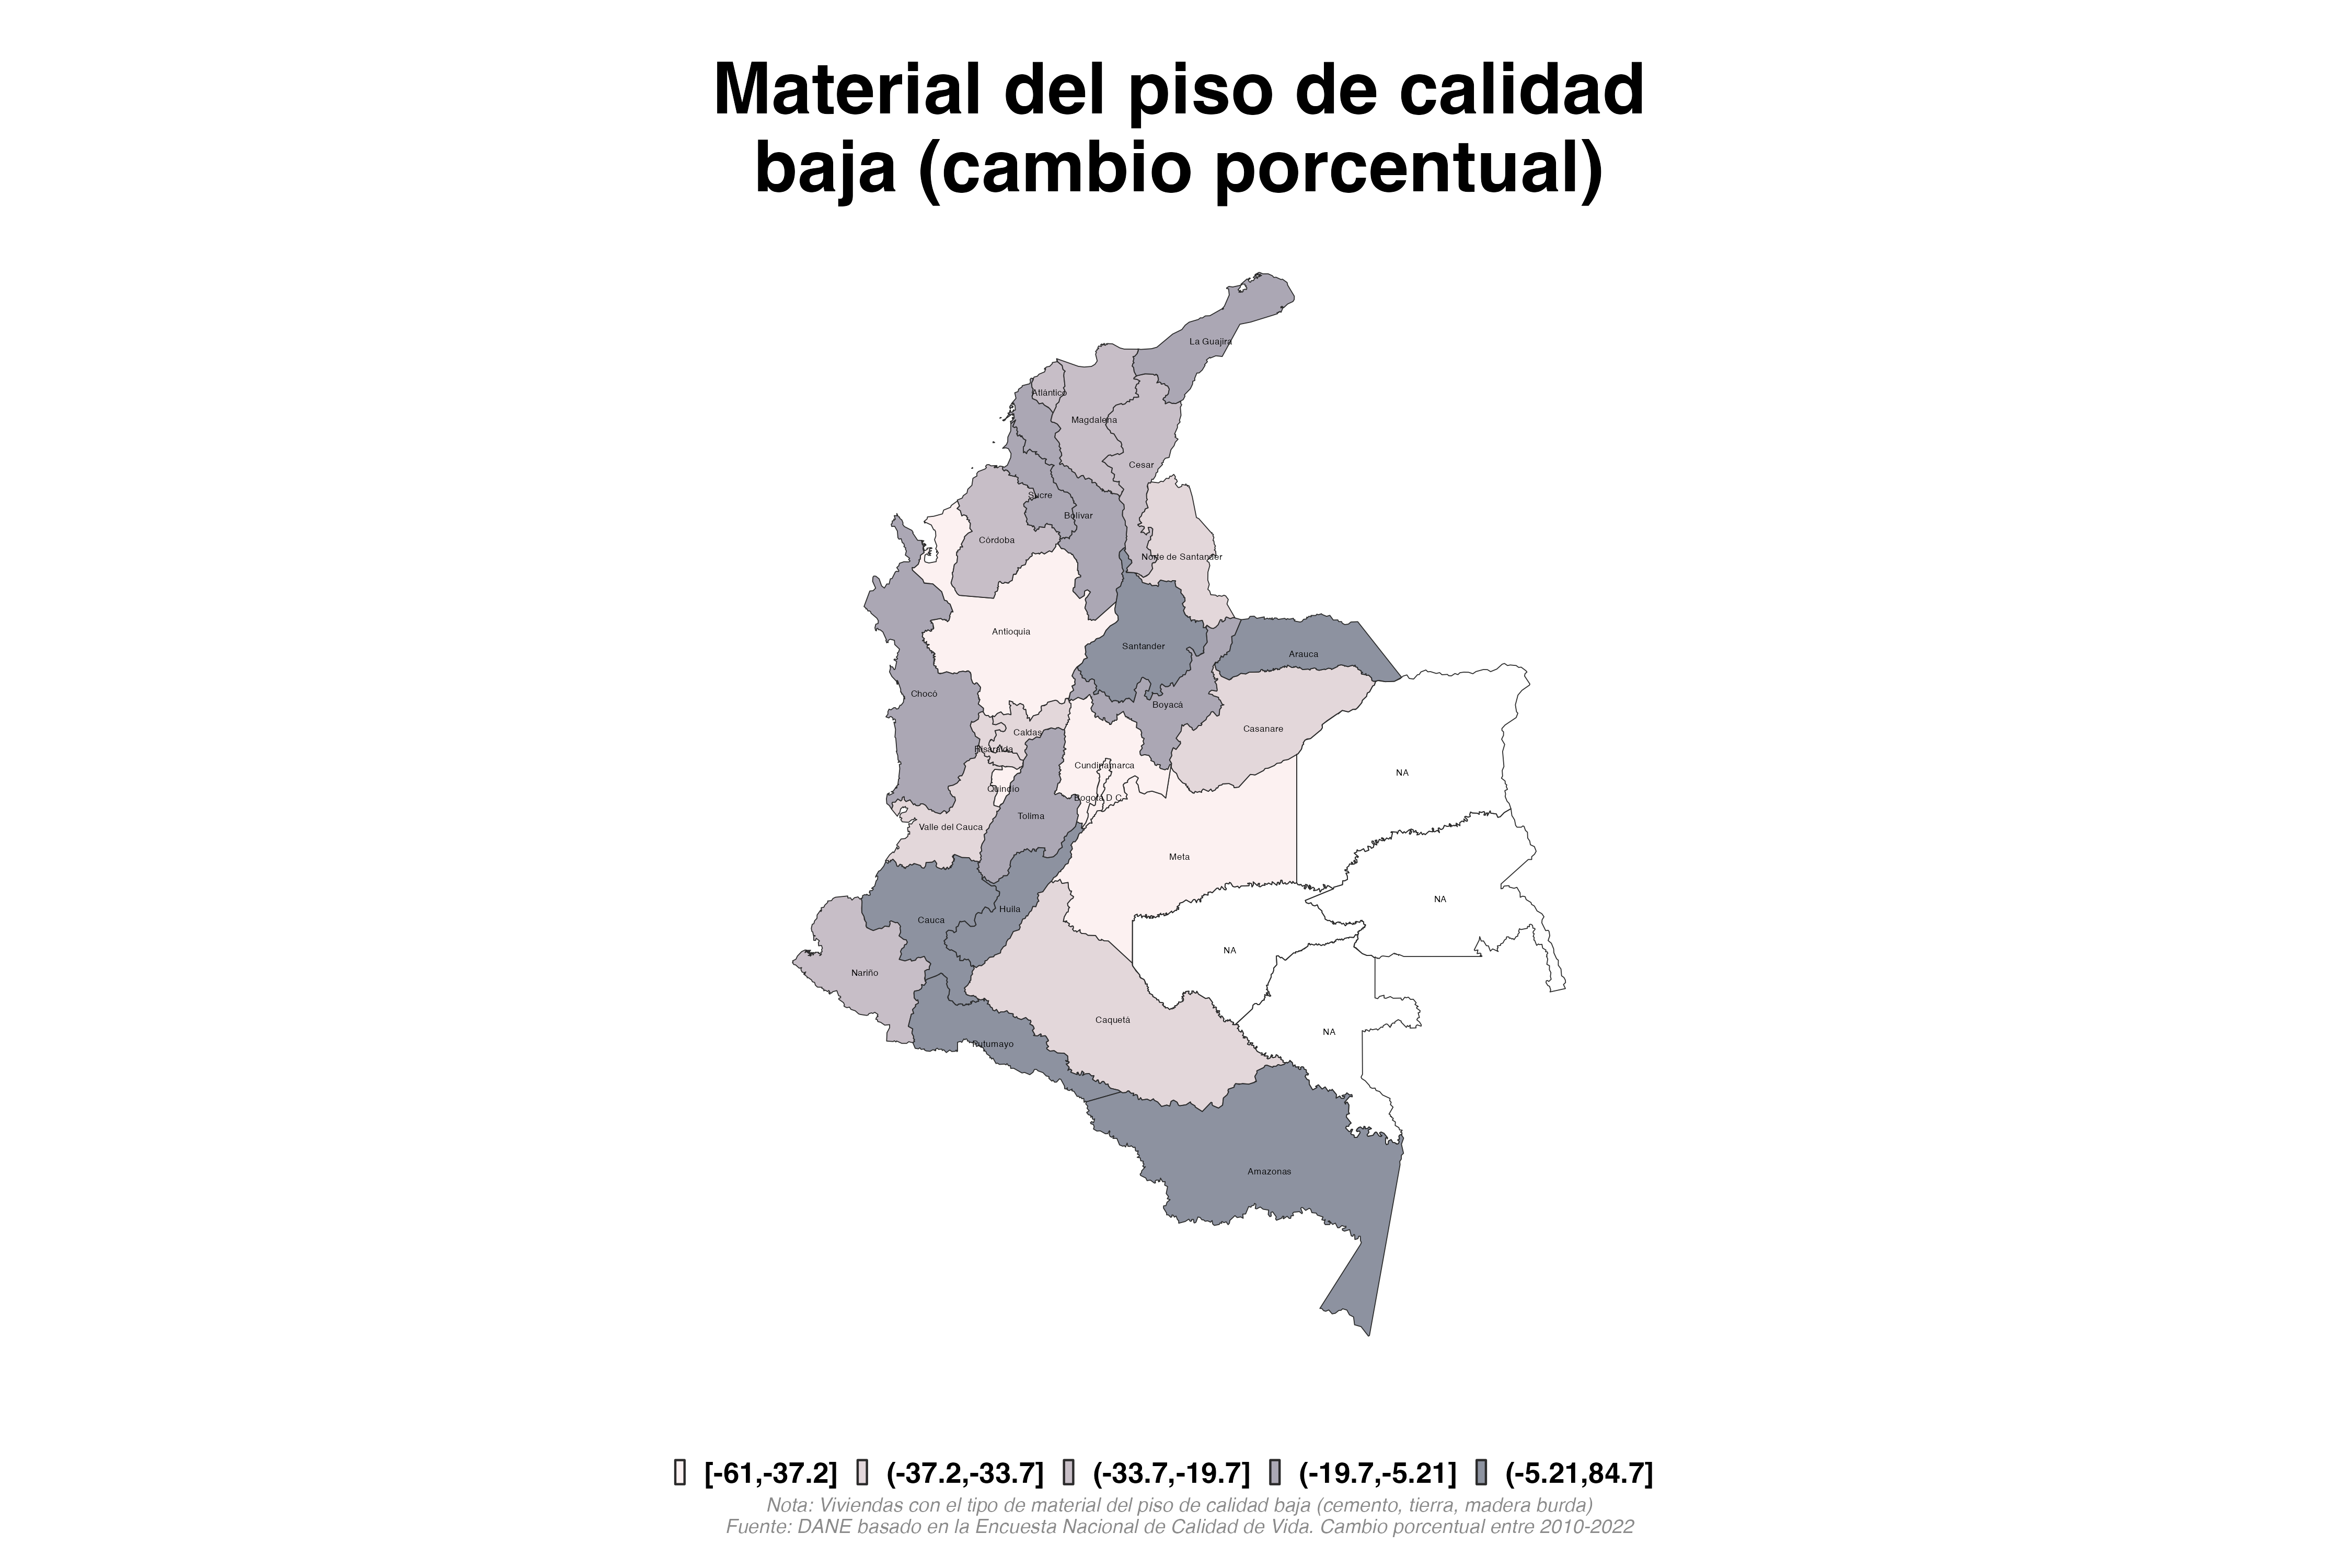 Material del piso de calidad
baja (cambio porcentual)
La Guajira
Atlántico
Magdalena
Cesar
Sucre
Bolívar
Córdoba
Norte de Santander
Antioquia
Santander
Arauca
Chocó
Boyacá
Casanare
Caldas
Risaralda
Cundinamarca
NA
Quindío
Bogotá D C
Tolima
Valle del Cauca
Meta
NA
Huila
Cauca
NA
Nariño
Caquetá
NA
Putumayo
Amazonas
[-61,-37.2] (-37.2,-33.7] (-33.7,-19.7] (-19.7,-5.21] (-5.21,84.7]
Nota: Viviendas con el tipo de material del piso de calidad baja (cemento, tierra, madera burda)
Fuente: DANE basado en la Encuesta Nacional de Calidad de Vida. Cambio porcentual entre 2010-2022